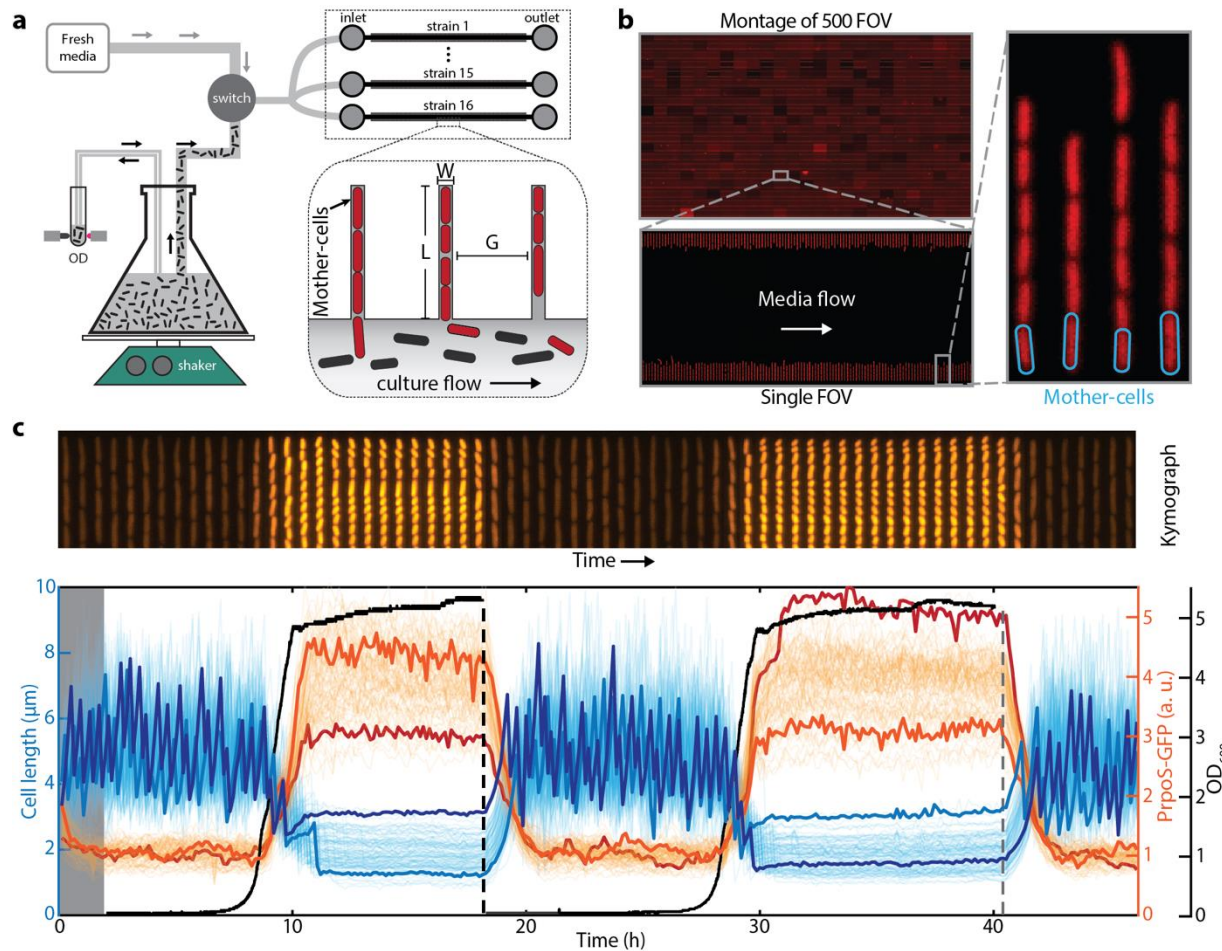 a
Fresh
media
switch
OD
shaker
inlet
outlet
strain 1
strain 15
strain 16
W
L
G
Mother-cells
culture flow
b
Montage of 500 FOV
Media flow
Single FOV
Mother-cells
c
Kymograph
Time
10
8
6
4
2
0
Cell length (μm)
0
10
20
30
40
Time (h)
5
4
3
2
1
0
PrpoS-GFP (a. u.)
5
4
3
2
1
0
OD600